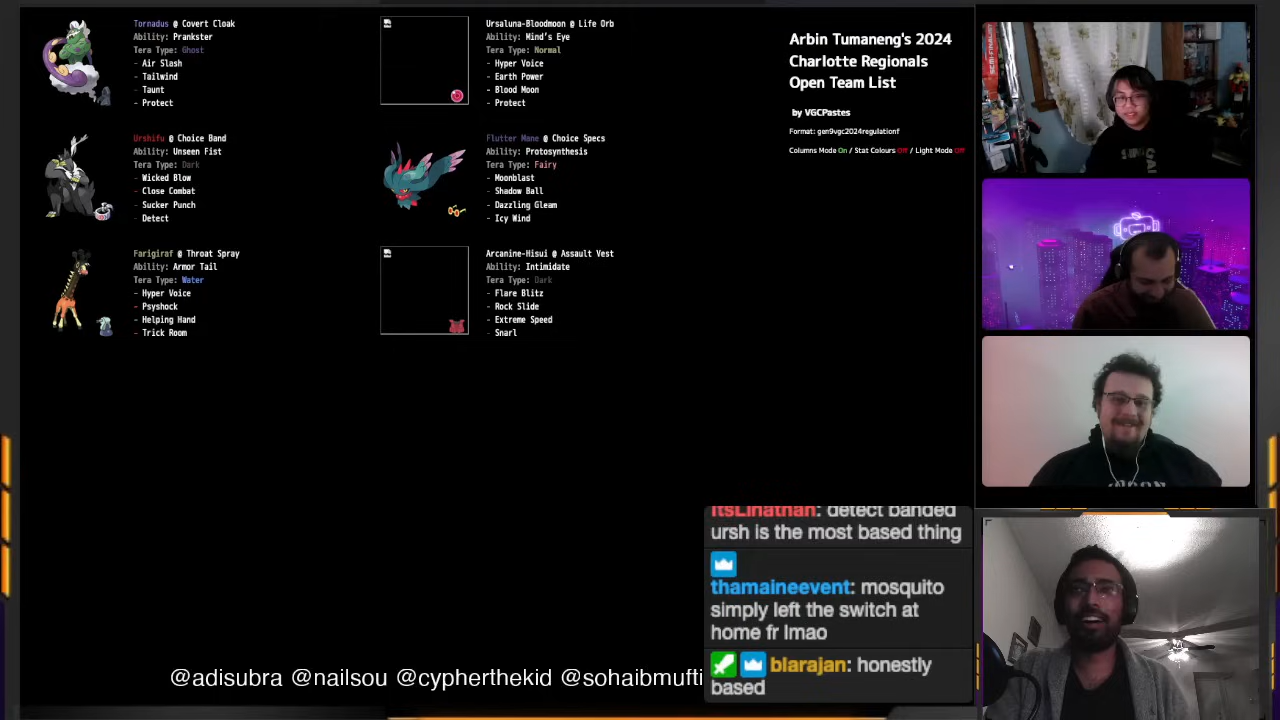 Tornadus @ Covert Cloak
Ability: Prankster
Tera Type: Ghost
- Air Slash
- Tailwind
- Taunt
- Protect
Ursaluna-Bloodmoon @ Life Orb
Ability: Mind's Eye
Tera Type: Normal
- Hyper Voice
- Earth Power
- Blood Moon
- Protect
Urshifu @ Choice Band
Ability: Unseen Fist
Tera Type: Dark
- Wicked Blow
- Close Combat
- Sucker Punch
- Detect
Flutter Mane @ Choice Specs
Ability: Protosynthesis
Tera Type: Fairy
- Moonblast
- Shadow Ball
- Dazzling Gleam
- Icy Wind
Farigiraf @ Throat Spray
Ability: Armor Tail
Tera Type: Water
- Hyper Voice
- Psyshock
- Helping Hand
- Trick Room
Arcanine-Hisui @ Assault Vest
Ability: Intimidate
Tera Type: Dark
- Flare Blitz
- Rock Slide
- Extreme Speed
- Snarl
Arbin Tumaneng's 2024
Charlotte Regionals
Open Team List
by VGCPastes
Format: gen9vgc2024regulationf
Columns Mode On / Stat Colours Off / Light Mode Off
ItsLinathan: detect banded
ursh is the most based thing
thamaineevent: mosquito
simply left the switch at
home fr lmao
blarajan: honestly
based
@adisubra @nailsou @cypherthekid @sohaibmufti